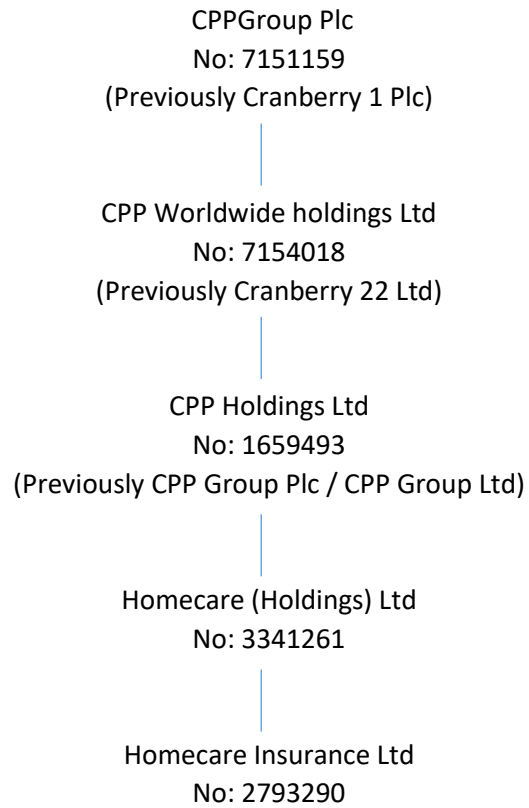 CPPGroup Plc
No: 7151159
(Previously Cranberry 1 Plc)
CPP Worldwide holdings Ltd
No: 7154018
(Previously Cranberry 22 Ltd)
CPP Holdings Ltd
No: 1659493
(Previously CPP Group Plc / CPP Group Ltd)
Homecare (Holdings) Ltd
No: 3341261
Homecare Insurance Ltd
No: 2793290